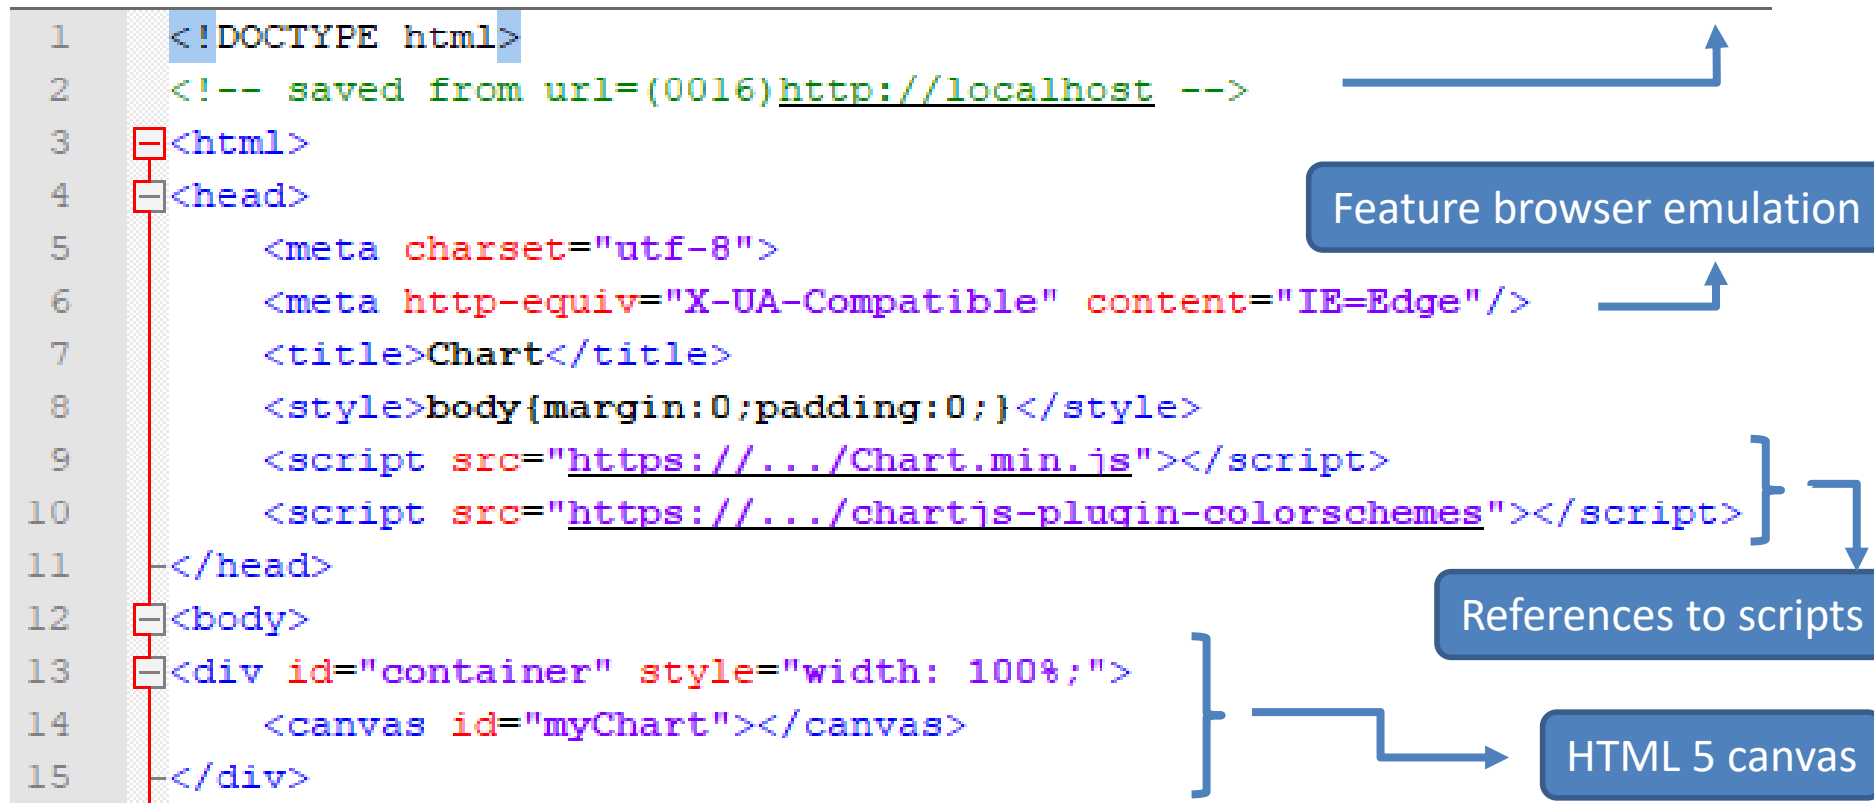 1 <!DOCTYPE html>
2 <!-- saved from url=(0016)http://localhost -->
3 <html>
4 <head>
Feature browser emulation
5 <meta charset="utf-8">
6 <meta http-equiv="X-UA-Compatible" content="IE=Edge"/>
7 <title>Chart</title>
8 <style>body{margin:0;padding:0;}</style>
9 <script src="https://.../Chart.min.js"></script>
10 <script src="https://.../chartjs-plugin-colorschemes"></script>
11 </head>
12 <body>
References to scripts
13 <div id="container" style="width: 100%;">
14 <canvas id="myChart"></canvas>
HTML 5 canvas
15 </div>